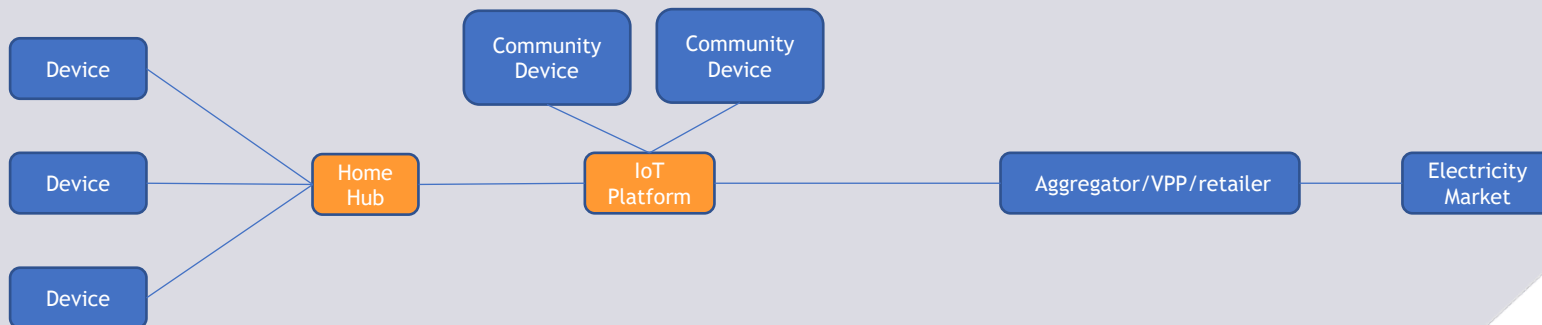 Device
Device
Device
Home
Hub
Community
Device
Community
Device
IoT
Platform
Aggregator/VPP/retailer
Electricity
Market